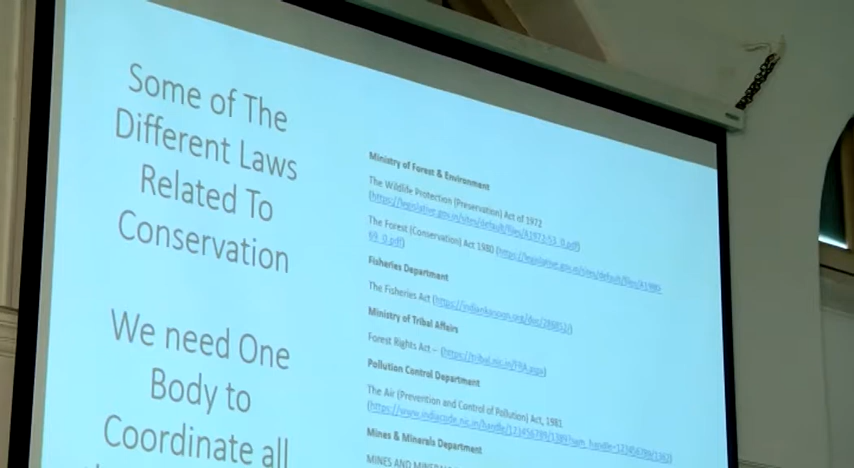 Some of The
Different Laws
Related To
Conservation
We need One
Body to
Coordinate all
Ministry of Forest & Environment
The Wildlife Protection (Preservation) Act of 1972
(https://legislative.gov.in/sites/default/files/A1972-53_0.pdf)
The Forest (Conservation) Act 1980 (https://legislative.gov.in/sites/default/files/A1980-
69_0.pdf)
Fisheries Department
The Fisheries Act (https://indiankanoon.org/doc/
Ministry of Tribal Affairs
Forest Rights Act – (https://tribal.nic.in/FRA.aspx)
Pollution Control Department
The Air (Prevention and Control of Pollution) Act, 1981
(https://www.indiacode.nic.in/handle/123456789/1389?sam_handle=123456789/1362)
Mines & Minerals Department
MINES AND MINERALS